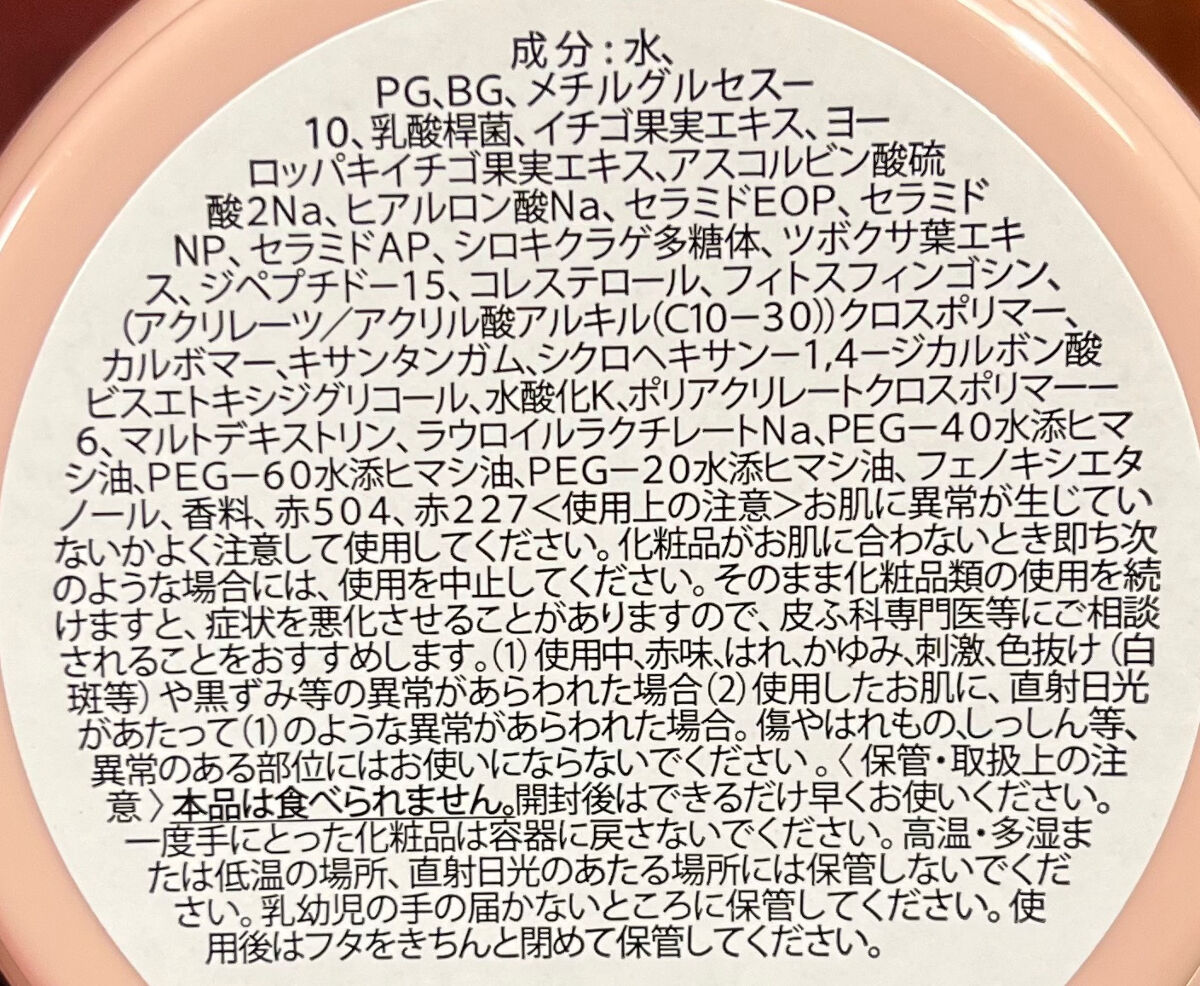 成分:水、
PG、BG、メチルグルセスー
10、乳酸桿菌、イチゴ果実エキス、ヨー
ロッパキイチゴ果実エキス、アスコルビン酸硫
酸2Na、ヒアルロン酸Na、セラミドEOP、セラミド
NP、セラミドAP、シロキクラゲ多糖体、ツボクサ葉エキ
ス、ジペプチドー15、コレステロール、フィトスフィンゴシン、
(アクリレーツ/アクリル酸アルキル(C10ー30))クロスポリマー、
カルボマー、キサンタンガム、シクロヘキサンー1,4ージカルボン酸
ビスエトキシジグリコール、水酸化K、ポリアクリレートクロスポリマーー
6、マルトデキストリン、ラウロイルラクチレートNa、PEGー40水添ヒマ
シ油、PEGー60水添ヒマシ油、PEGー20水添ヒマシ油、フェノキシエタ
ノール、香料、赤504、赤227<使用上の注意>お肌に異常が生じてい
ないかよく注意して使用してください。化粧品がお肌に合わないとき即ち次
のような場合には、使用を中止してください。そのまま化粧品類の使用を続
けますと、症状を悪化させることがありますので、皮ふ科専門医等にご相談
されることをおすすめします。(1)使用中、赤味、はれ、かゆみ、刺激、色抜け(白
斑等)や黒ずみ等の異常があらわれた場合(2)使用したお肌に、直射日光
があたって(1)のような異常があらわれた場合。傷やはれもの、しっしん等、
異常のある部位にはお使いにならないでください。〈保管・取扱上の注
意〉本品は食べられません。開封後はできるだけ早くお使いください。
一度手にとった化粧品は容器に戻さないでください。高温・多湿ま
たは低温の場所、直射日光のあたる場所には保管しないでくだ
さい。乳幼児の手の届かないところに保管してください。使
用後はフタをきちんと閉めて保管してください。